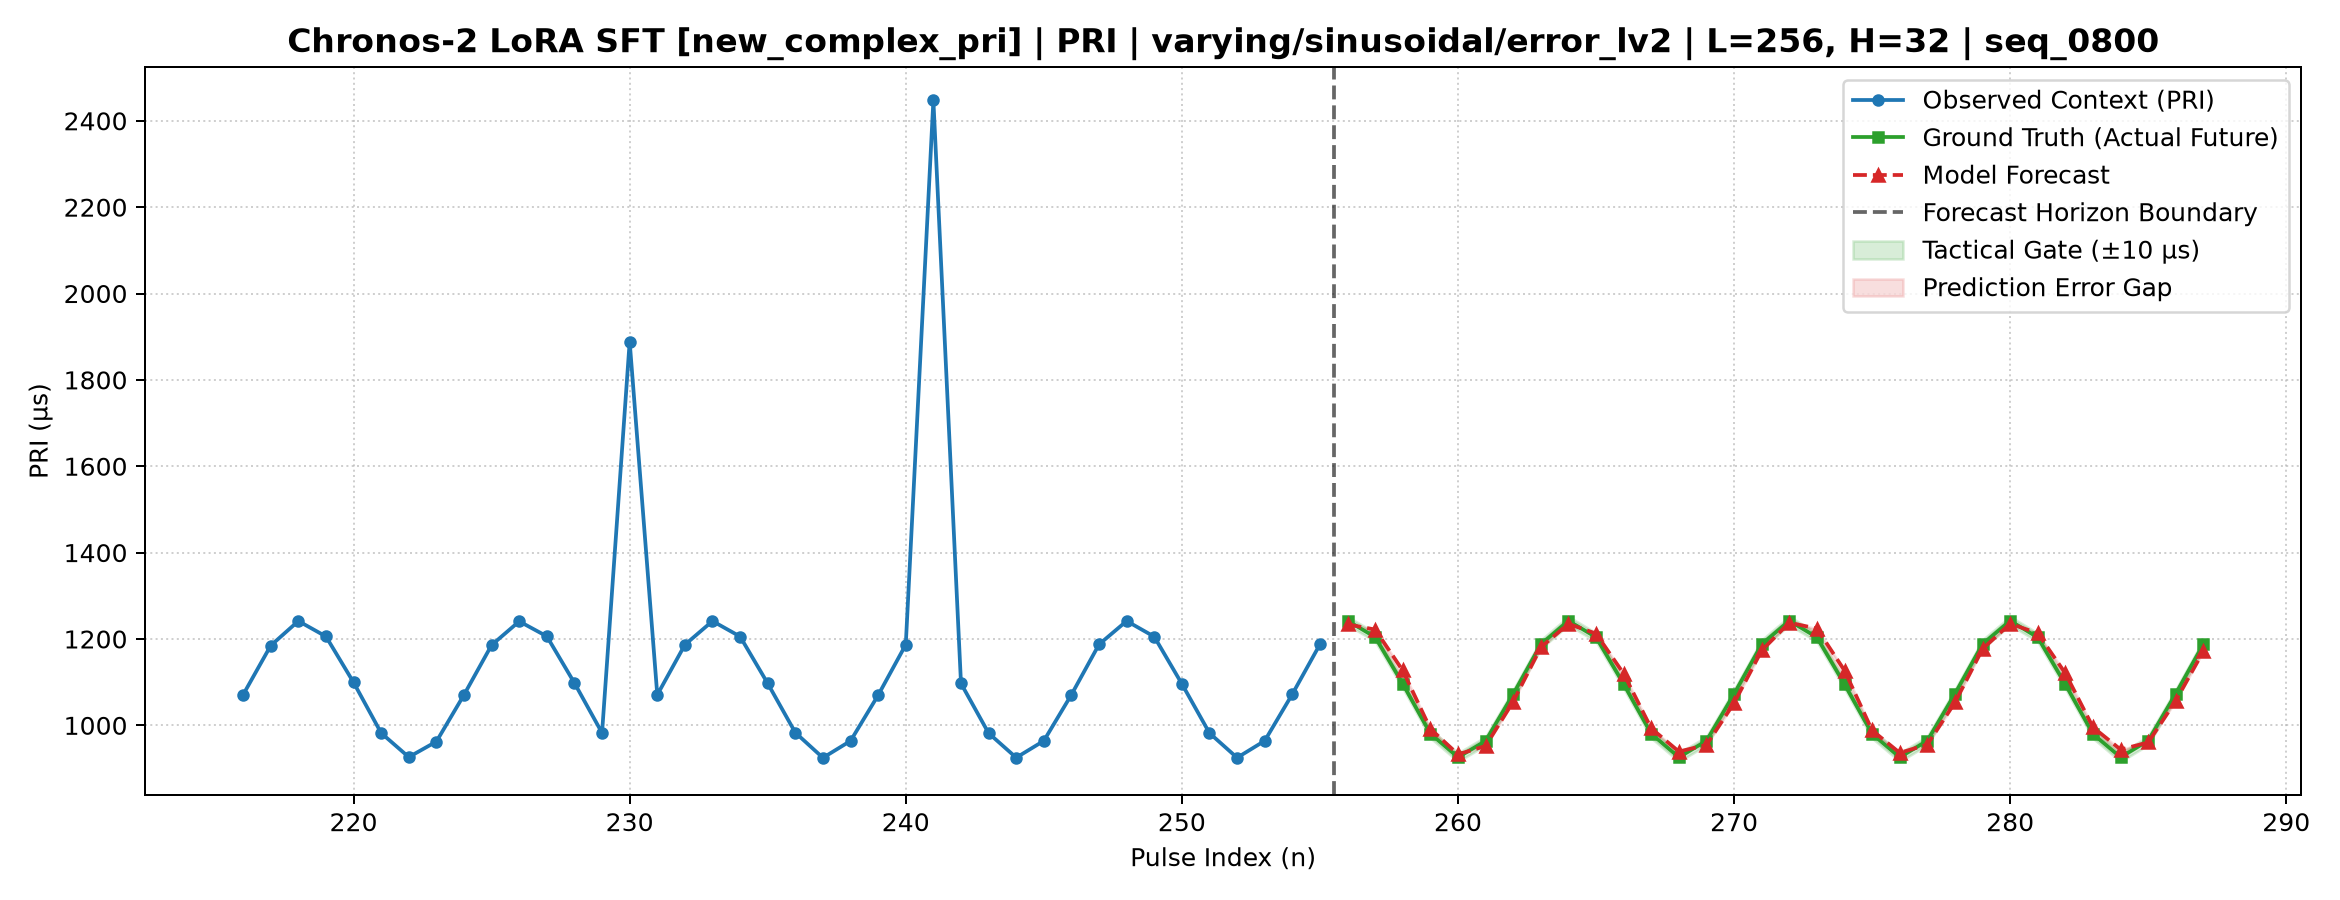 Chronos-2 LoRA SFT [new_complex_pri] | PRI | varying/sinusoidal/error_lv2 | L=256, H=32 | seq_0800
Observed Context (PRI)
Ground Truth (Actual Future)
Model Forecast
Forecast Horizon Boundary
Tactical Gate (±10 µs)
Prediction Error Gap
PRI (µs)
2400
2200
2000
1800
1600
1400
1200
1000
220 230 240 250 260 270 280 290
Pulse Index (n)